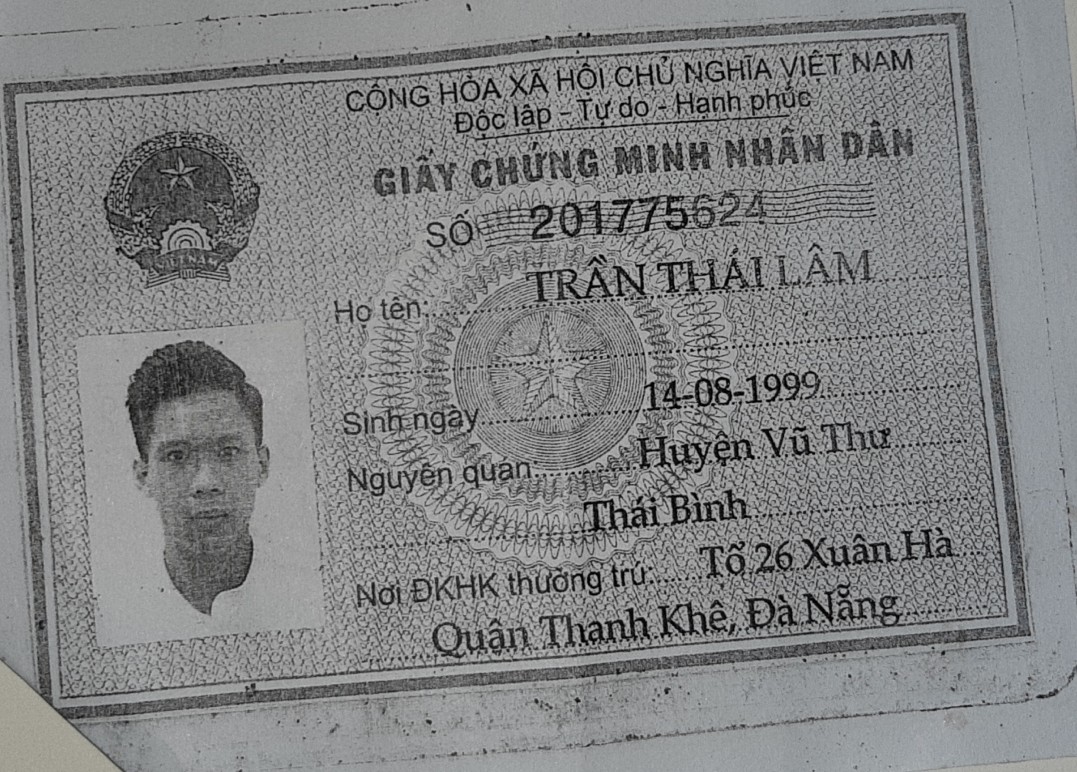 CỘNG HÒA XÃ HỘI CHỦ NGHĨA VIỆT NAM
Độc lập - Tự do - Hạnh phúc
GIẤY CHỨNG MINH NHÂN DÂN
SỐ 201775624
Họ tên: TRẦN THÁI LÂM
Sinh ngày 14-08-1999
Nguyên quán: Huyện Vũ Thư
Thái Bình
Nơi ĐKHK thường trú: Tổ 26 Xuân Hà
Quận Thanh Khê, Đà Nẵng
VIỆT NAM